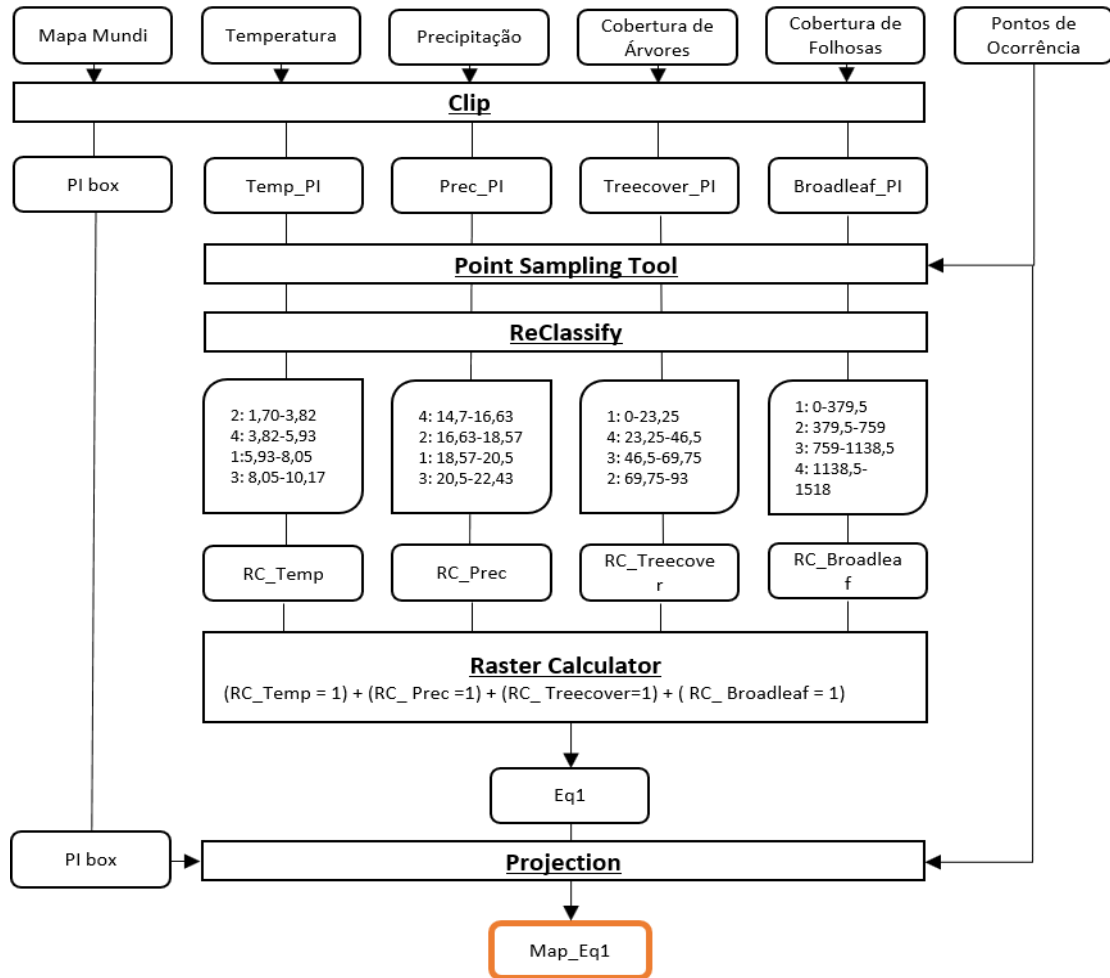 Mapa Mundi
Temperatura
Precipitação
Cobertura de
Árvores
Cobertura de
Folhosas
Pontos de
Ocorrência
Clip
PI box
Temp_PI
Prec_PI
Treecover_PI
Broadleaf_PI
Point Sampling Tool
ReClassify
2: 1,70-3,82
4: 3,82-5,93
1:5,93-8,05
3: 8,05-10,17
4: 14,7-16,63
2: 16,63-18,57
1: 18,57-20,5
3: 20,5-22,43
1: 0-23,25
4: 23,25-46,5
3: 46,5-69,75
2: 69,75-93
1: 0-379,5
2: 379,5-759
3: 759-1138,5
4: 1138,5-
1518
RC_Temp
RC_Prec
RC_Treecove
r
RC_Broadlea
f
Raster Calculator
(RC_Temp = 1) + (RC_ Prec =1) + (RC_ Treecover=1) + ( RC_ Broadleaf = 1)
Eq1
PI box
Projection
Map_Eq1